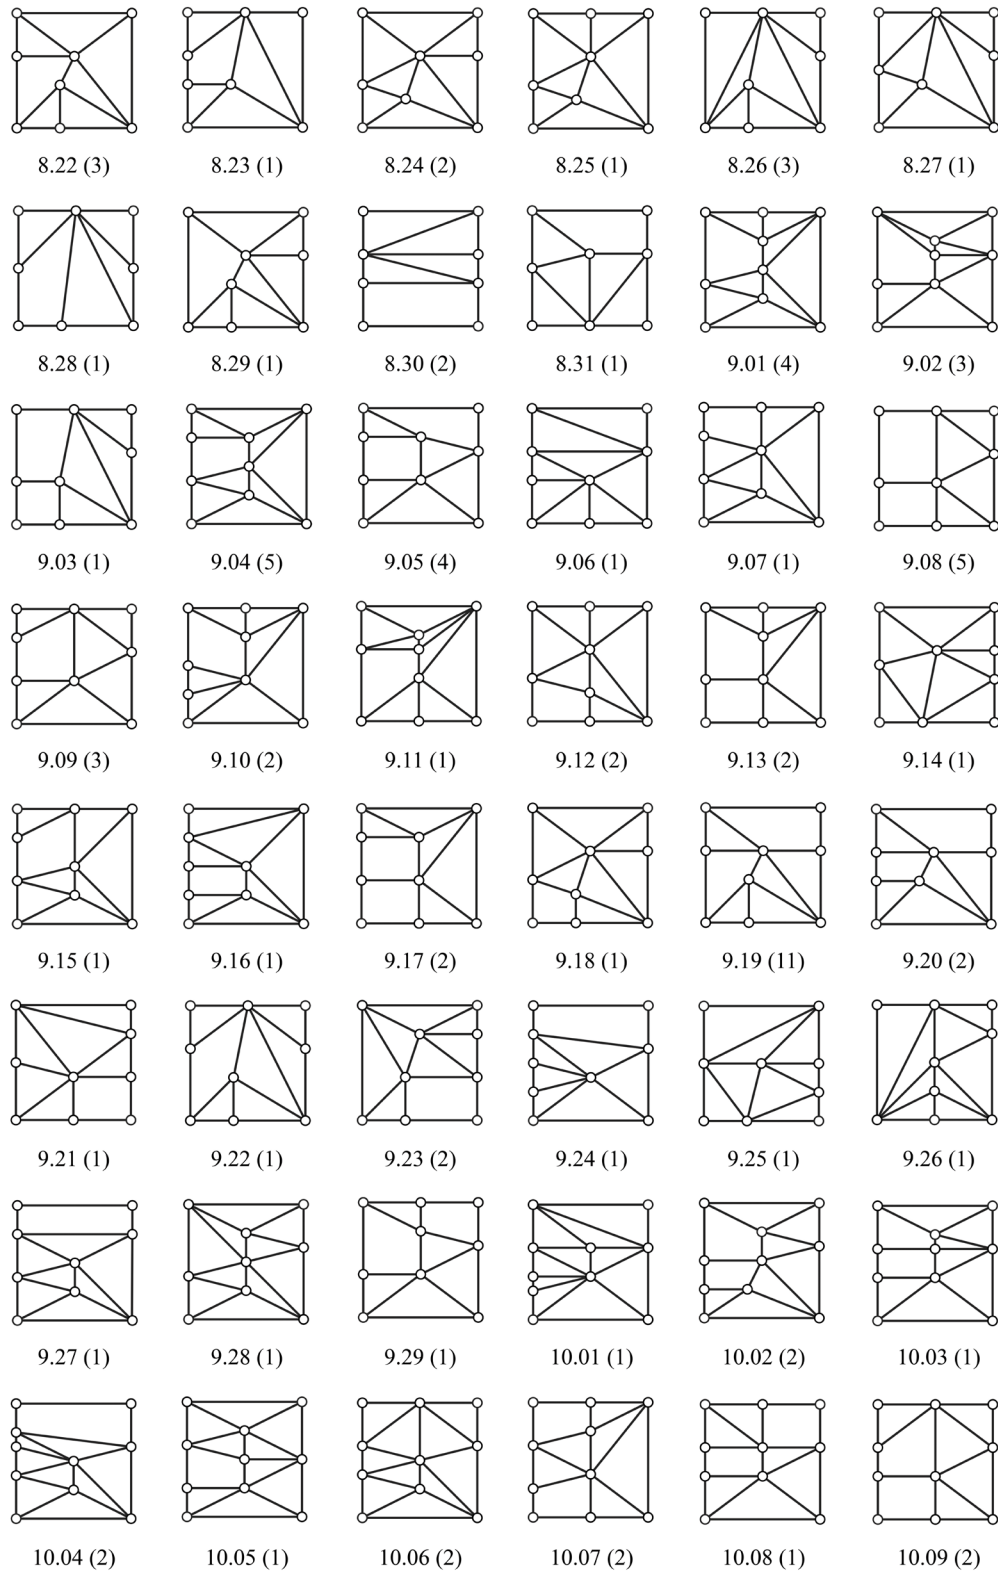 8.22 (3) 8.23 (1) 8.24 (2) 8.25 (1) 8.26 (3) 8.27 (1)
8.28 (1) 8.29 (1) 8.30 (2) 8.31 (1) 9.01 (4) 9.02 (3)
9.03 (1) 9.04 (5) 9.05 (4) 9.06 (1) 9.07 (1) 9.08 (5)
9.09 (3) 9.10 (2) 9.11 (1) 9.12 (2) 9.13 (2) 9.14 (1)
9.15 (1) 9.16 (1) 9.17 (2) 9.18 (1) 9.19 (11) 9.20 (2)
9.21 (1) 9.22 (1) 9.23 (2) 9.24 (1) 9.25 (1) 9.26 (1)
9.27 (1) 9.28 (1) 9.29 (1) 10.01 (1) 10.02 (2) 10.03 (1)
10.04 (2) 10.05 (1) 10.06 (2) 10.07 (2) 10.08 (1) 10.09 (2)